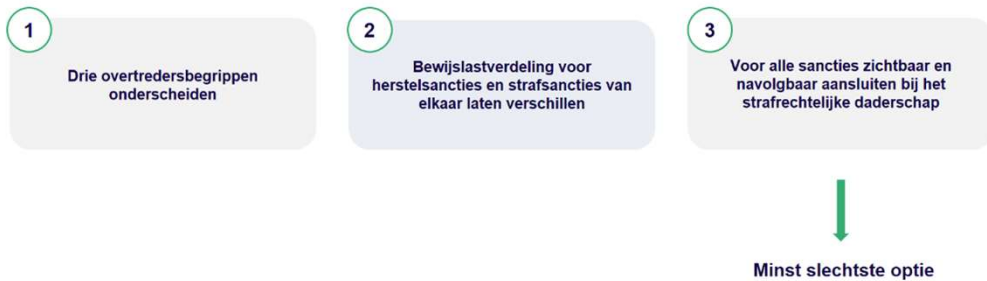 1
Drie overtredersbegrippen
onderscheiden
2
Bewijslastverdeling voor
herstelsancties en strafsancties van
elkaar laten verschillen
3
Voor alle sancties zichtbaar en
navolgbaar aansluiten bij het
strafrechtelijke daderschap
Minst slechtste optie